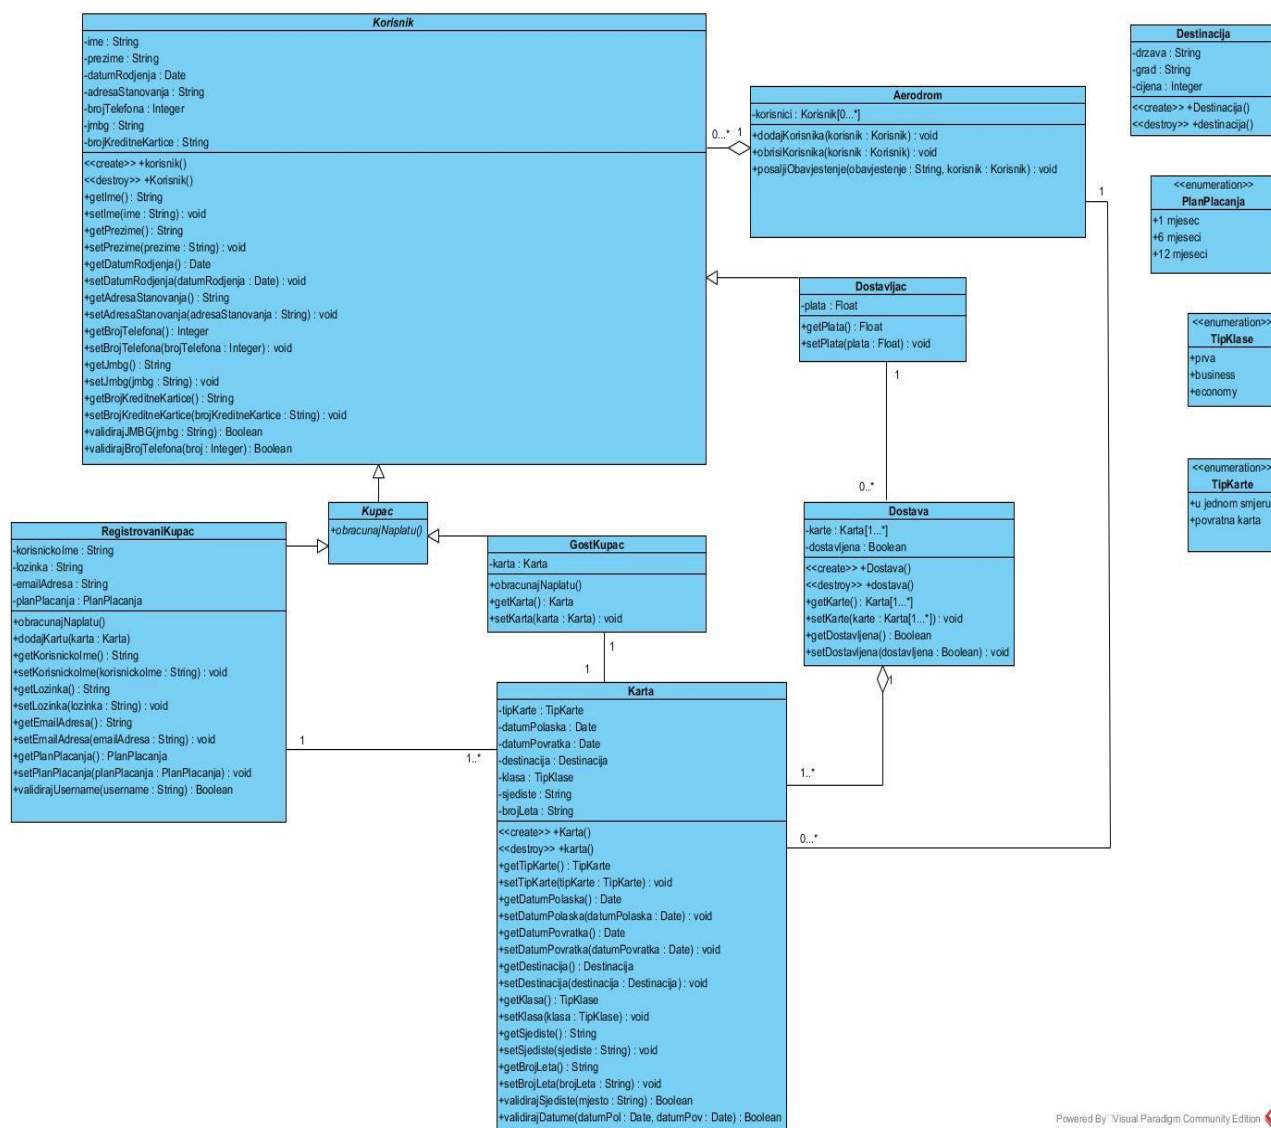 Korisnik
-ime : String
-prezime : String
-datumRodjenja : Date
-adresaStanovanja : String
-brojTelefona : Integer
-jmbg : String
-brojKreditneKartice : String
<<create>> +korisnik()
<<destroy>> +Korisnik()
+getIme() : String
+setIme(ime : String) : void
+getPrezime() : String
+setPrezime(prezime : String) : void
+getDatumRodjenja() : Date
+setDatumRodjenja(datumRodjenja : Date) : void
+getAdresaStanovanja() : String
+setAdresaStanovanja(adresaStanovanja : String) : void
+getBrojTelefona() : Integer
+setBrojTelefona(brojTelefona : Integer) : void
+getJmbg() : String
+setJmbg(jmbg : String) : void
+getBrojKreditneKartice() : String
+setBrojKreditneKartice(brojKreditneKartice : String) : void
+validirajJMBG(jmbg : String) : Boolean
+validirajBrojTelefona(broj : Integer) : Boolean
0...*
1
Aerodrom
-korisnici : Korisnik[0...*]
+dodajKorisnika(korisnik : Korisnik) : void
+obrisiKorisnika(korisnik : Korisnik) : void
+posaljiObavjestenje(obavjestenje : String, korisnik : Korisnik) : void
1
Destinacija
-drzava : String
-grad : String
-cijena : Integer
<<create>> +Destinacija()
<<destroy>> +destinacija()
<<enumeration>>
PlanPlacanja
+1 mjesec
+6 mjeseci
+12 mjeseci
<<enumeration>>
TipKlase
+prva
+business
+economy
<<enumeration>>
TipKarte
+u jednom smjeru
+povratna karta
Dostavljac
-plata : Float
+getPlata() : Float
+setPlata(plata : Float) : void
1
0..*
Dostava
-karte : Karta[1...*]
-dostavljena : Boolean
<<create>> +Dostava()
<<destroy>> +dostava()
+getKarte() : Karta[1...*]
+setKarte(karte : Karta[1...*]) : void
+getDostavljena() : Boolean
+setDostavljena(dostavljena : Boolean) : void
1
1..*
Kupac
+obracunajNaplatu()
RegistrovaniKupac
-korisnickoIme : String
-lozinka : String
-emailAdresa : String
-planPlacanja : PlanPlacanja
+obracunajNaplatu()
+dodajKartu(karta : Karta)
+getKorisnickoIme() : String
+setKorisnickoIme(korisnickoIme : String) : void
+getLozinka() : String
+setLozinka(lozinka : String) : void
+getEmailAdresa() : String
+setEmailAdresa(emailAdresa : String) : void
+getPlanPlacanja() : PlanPlacanja
+setPlanPlacanja(planPlacanja : PlanPlacanja) : void
+validirajUsername(username : String) : Boolean
1
1..*
GostKupac
-karta : Karta
+obracunajNaplatu()
+getKarta() : Karta
+setKarta(karta : Karta) : void
1
1
Karta
-tipKarte : TipKarte
-datumPolaska : Date
-datumPovratka : Date
-destinacija : Destinacija
-klasa : TipKlase
-sjediste : String
-brojLeta : String
<<create>> +Karta()
<<destroy>> +karta()
+getTipKarte() : TipKarte
+setTipKarte(tipKarte : TipKarte) : void
+getDatumPolaska() : Date
+setDatumPolaska(datumPolaska : Date) : void
+getDatumPovratka() : Date
+setDatumPovratka(datumPovratka : Date) : void
+getDestinacija() : Destinacija
+setDestinacija(destinacija : Destinacija) : void
+getKlasa() : TipKlase
+setKlasa(klasa : TipKlase) : void
+getSjediste() : String
+setSjediste(sjediste : String) : void
+getBrojLeta() : String
+setBrojLeta(brojLeta : String) : void
+validirajSjediste(mjesto : String) : Boolean
+validirajDatume(datumPol : Date, datumPov : Date) : Boolean
0...*
Powered By Visual Paradigm Community Edition